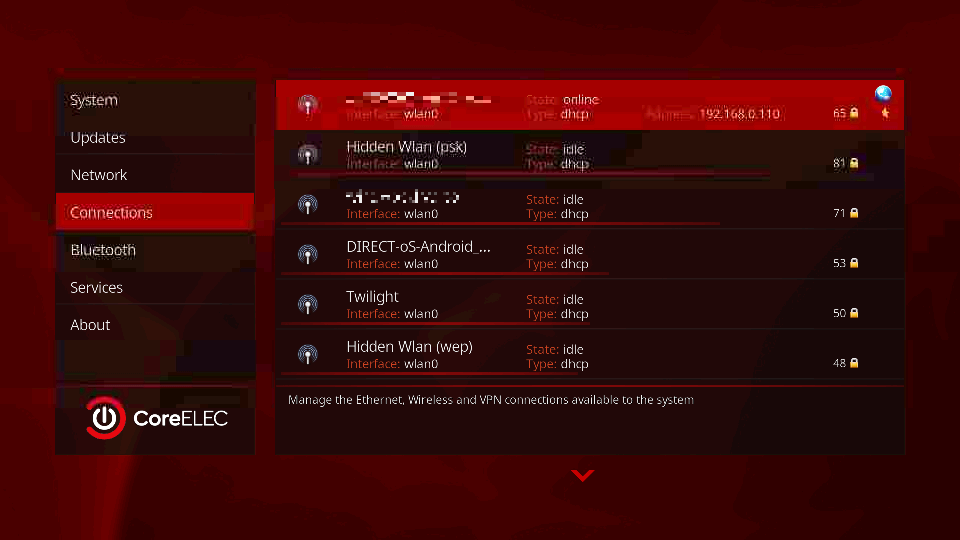 System
Updates
Network
Connections
Bluetooth
Services
About
CoreELEC
State: online
Interface: wlan0 Type: dhcp Address: 192.168.0.110 65
Hidden Wlan (psk) State: idle
Interface: wlan0 Type: dhcp 81
State: idle
Interface: wlan0 Type: dhcp 71
DIRECT-oS-Android_... State: idle
Interface: wlan0 Type: dhcp 53
Twilight State: idle
Interface: wlan0 Type: dhcp 50
Hidden Wlan (wep) State: idle
Interface: wlan0 Type: dhcp 48
Manage the Ethernet, Wireless and VPN connections available to the system